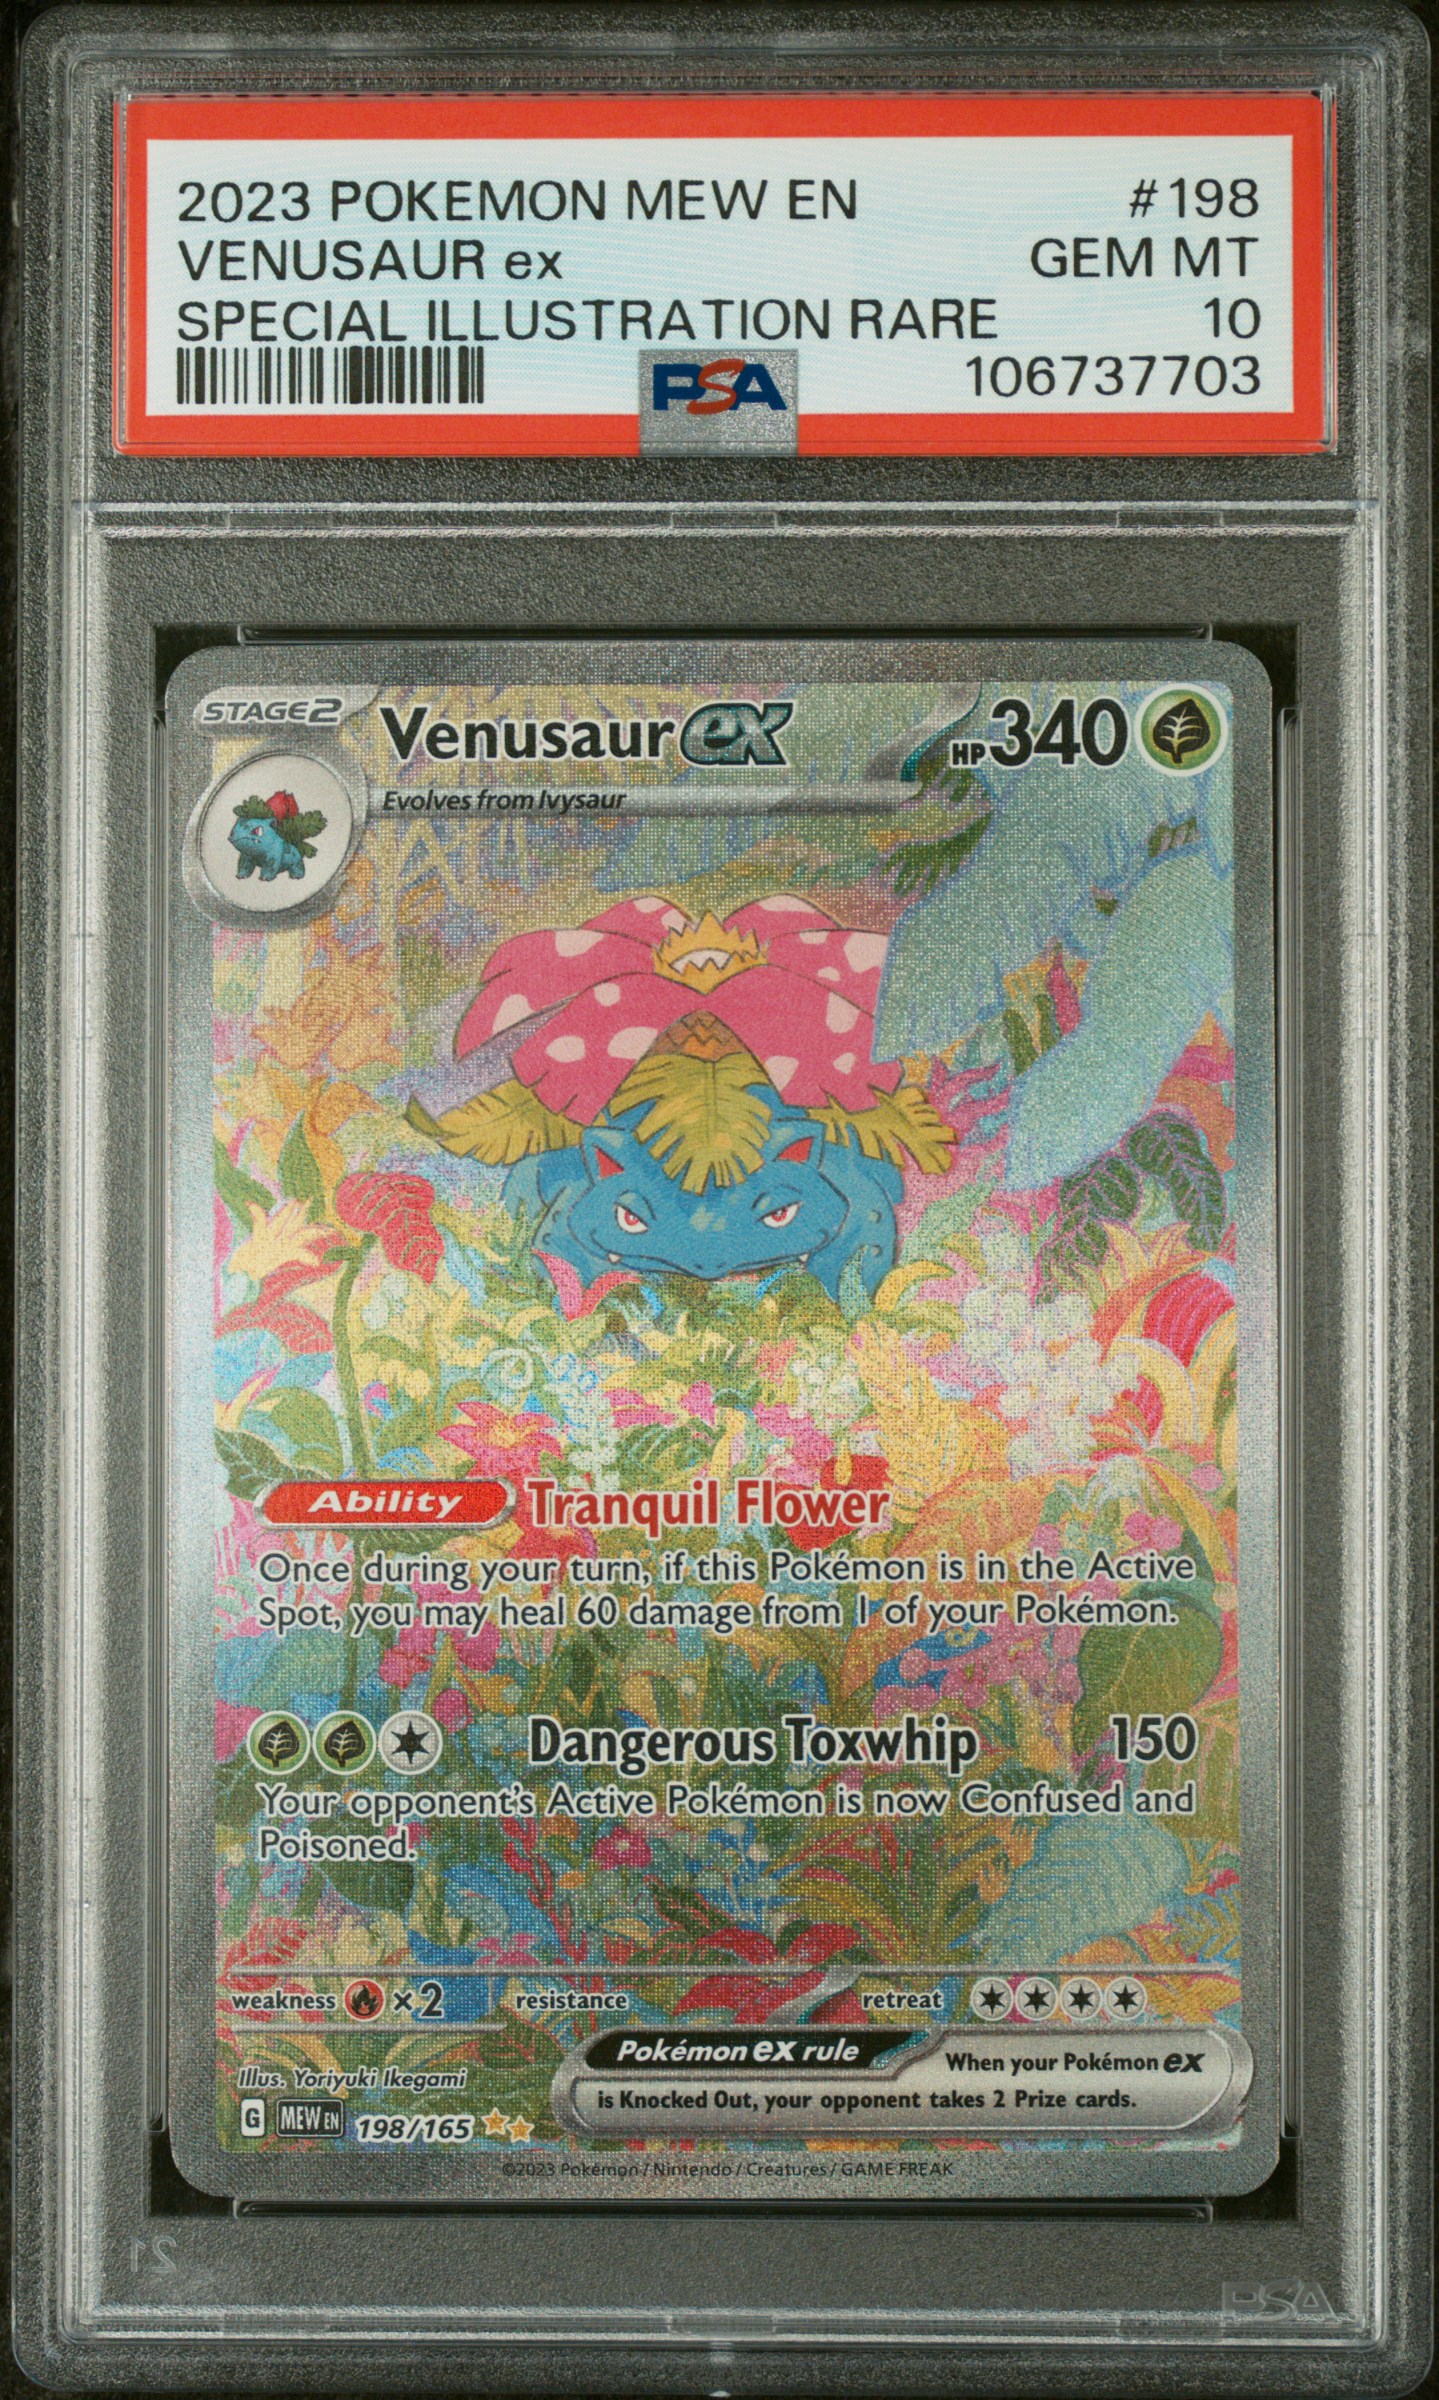 2023 POKEMON MEW EN #198
VENUSAUR ex GEM MT
SPECIAL ILLUSTRATION RARE 10
PSA 106737703
STAGE2 Venusaur ex HP 340
Evolves from Ivysaur
Ability Tranquil Flower
Once during your turn, if this Pokémon is in the Active
Spot, you may heal 60 damage from 1 of your Pokémon.
Dangerous Toxwhip 150
Your opponent's Active Pokémon is now Confused and
Poisoned.
weakness ×2 resistance retreat
Pokémon ex rule When your Pokémon ex
is Knocked Out, your opponent takes 2 Prize cards.
Illus. Yoriyuki Ikegami
G MEW EN 198/165
©2023 Pokémon / Nintendo / Creatures / GAME FREAK
21
PSA